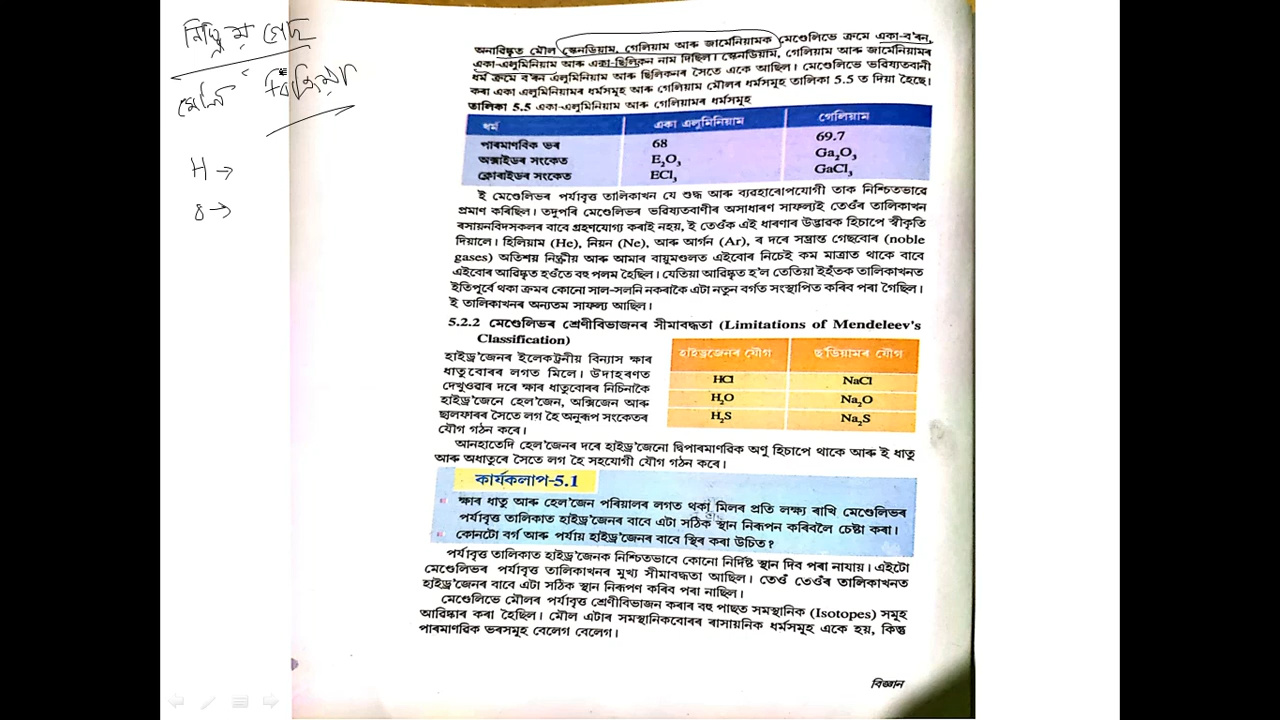 নিষ্ক্ৰিয় গেছ
H →
8 →
অনাৱিষ্কৃত মৌল স্কেনডিয়াম, গেলিয়াম আৰু জাৰ্মেনিয়ামক মেণ্ডেলিভে ক্ৰমে একা-ব'ৰন,
একা-এলুমিনিয়াম আৰু একা-ছিলিকন নাম দিছিল। স্কেনডিয়াম, গেলিয়াম আৰু জাৰ্মেনিয়ামৰ
ধৰ্ম ক্ৰমে ব'ৰন এলুমিনিয়াম আৰু ছিলিকনৰ সৈতে একে আছিল। মেণ্ডেলিভে ভৱিষ্যতবাণী
কৰা একা এলুমিনিয়ামৰ ধৰ্মসমূহ আৰু গেলিয়াম মৌলৰ ধৰ্মসমূহ তালিকা 5.5 ত দিয়া হৈছে।
তালিকা 5.5 একা-এলুমিনিয়াম আৰু গেলিয়ামৰ ধৰ্মসমূহ
ধৰ্ম একা এলুমিনিয়াম গেলিয়াম
পাৰমাণৱিক ভৰ 68 69.7
অক্সাইডৰ সংকেত E₂O₃ Ga₂O₃
ক্লোৰাইডৰ সংকেত ECl₃ GaCl₃
ই মেণ্ডেলিভৰ পৰ্যাবৃত্ত তালিকাখন যে শুদ্ধ আৰু ব্যৱহাৰোপযোগী তাক নিশ্চিতভাৱে
প্ৰমাণ কৰিছিল। তদুপৰি মেণ্ডেলিভৰ ভৱিষ্যতবাণীৰ অসাধাৰণ সাফল্যই তেওঁৰ তালিকাখন
ৰসায়নবিদসকলৰ বাবে গ্ৰহণযোগ্য কৰাই নহয়, ই তেওঁক এই ধাৰণাৰ উদ্ভাৱক হিচাপে স্বীকৃতি
দিয়ালে। হিলিয়াম (He), নিয়ন (Ne), আৰু আৰ্গন (Ar), ৰ দৰে সম্ভ্ৰান্ত গেছবোৰ (noble
gases) অতিশয় নিষ্ক্ৰীয় আৰু আমাৰ বায়ুমণ্ডলত এইবোৰ নিচেই কম মাত্ৰাত থাকে বাবে
এইবোৰ আৱিষ্কৃত হওঁতে বহু পলম হৈছিল। যেতিয়া আৱিষ্কৃত হ'ল তেতিয়া ইহঁতক তালিকাখনত
ইতিপূৰ্বে থকা ক্ৰমৰ কোনো সাল-সলনি নকৰাকৈ এটা নতুন বৰ্গত সংস্থাপিত কৰিব পৰা গৈছিল।
ই তালিকাখনৰ অন্যতম সাফল্য আছিল।
5.2.2 মেণ্ডেলিভৰ শ্ৰেণীবিভাজনৰ সীমাবদ্ধতা (Limitations of Mendeleev's
Classification)
হাইড্ৰ'জেনৰ ইলেকট্ৰনীয় বিন্যাস ক্ষাৰ
ধাতুবোৰৰ লগত মিলে। উদাহৰণত
দেখুওৱাৰ দৰে ক্ষাৰ ধাতুবোৰৰ নিচিনাকৈ
হাইড্ৰ'জেনে হেল'জেন, অক্সিজেন আৰু
ছালফাৰৰ সৈতে লগ হৈ অনুৰূপ সংকেতৰ
যৌগ গঠন কৰে।
হাইড্ৰজেনৰ যৌগ ছ'ডিয়ামৰ যৌগ
HCl NaCl
H₂O Na₂O
H₂S Na₂S
আনহাতেদি হেল'জেনৰ দৰে হাইড্ৰ'জেনো দ্বিপাৰমাণৱিক অণু হিচাপে থাকে আৰু ই ধাতু
আৰু অধাতুৰে সৈতে লগ হৈ সহযোগী যৌগ গঠন কৰে।
কাৰ্যকলাপ-5.1
ক্ষাৰ ধাতু আৰু হেল'জেন পৰিয়ালৰ লগত থকা মিলৰ প্ৰতি লক্ষ্য ৰাখি মেণ্ডেলিভৰ
পৰ্যাবৃত্ত তালিকাত হাইড্ৰ'জেনৰ বাবে এটা সঠিক স্থান নিৰূপন কৰিবলৈ চেষ্টা কৰা।
কোনটো বৰ্গ আৰু পৰ্যায় হাইড্ৰ'জেনৰ বাবে স্থিৰ কৰা উচিত?
পৰ্যাবৃত্ত তালিকাত হাইড্ৰ'জেনক নিশ্চিতভাৱে কোনো নিৰ্দিষ্ট স্থান দিব পৰা নাযায়। এইটো
মেণ্ডেলিভৰ পৰ্যাবৃত্ত তালিকাখনৰ মুখ্য সীমাবদ্ধতা আছিল। তেওঁ তেওঁৰ তালিকাখনত
হাইড্ৰ'জেনৰ বাবে এটা সঠিক স্থান নিৰূপণ কৰিব পৰা নাছিল।
মেণ্ডেলিভে মৌলৰ পৰ্যাবৃত্ত শ্ৰেণীবিভাজন কৰাৰ বহু পাছত সমস্থানিক (Isotopes) সমূহ
আৱিষ্কাৰ কৰা হৈছিল। মৌল এটাৰ সমস্থানিকবোৰৰ ৰাসায়নিক ধৰ্মসমূহ একে হয়, কিন্তু
পাৰমাণৱিক ভৰসমূহ বেলেগ বেলেগ।
বিজ্ঞান